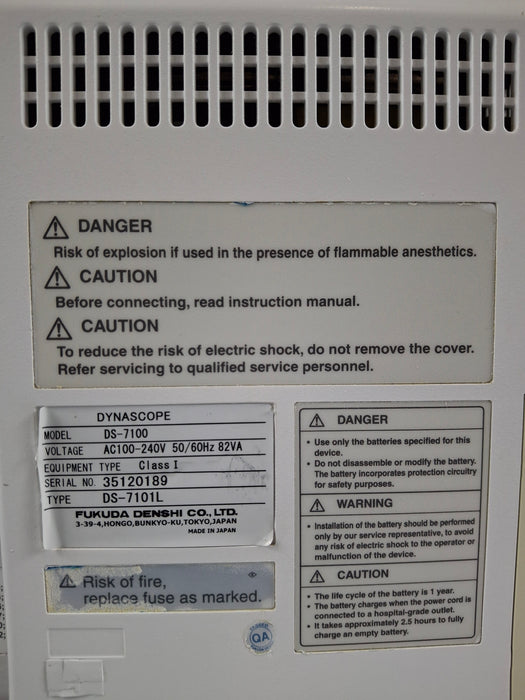 DANGER
Risk of explosion if used in the presence of flammable anesthetics.
CAUTION
Before connecting, read instruction manual.
CAUTION
To reduce the risk of electric shock, do not remove the cover.
Refer servicing to qualified service personnel.
DYNASCOPE
MODEL DS-7100
VOLTAGE AC100-240V 50/60Hz 82VA
EQUIPMENT TYPE Class I
SERIAL NO. 35120189
TYPE DS-7101L
FUKUDA DENSHI CO., LTD.
3-39-4, HONGO, BUNKYO-KU, TOKYO, JAPAN
MADE IN JAPAN
Risk of fire,
replace fuse as marked.
DANGER
• Use only the batteries specified for this
device.
• Do not disassemble or modify the battery.
The battery incorporates protection circuitry
for safety purposes.
WARNING
• Installation of the battery should be performed
only by our service representative, to avoid
any risk of electric shock to the operator or
malfunction of the device.
CAUTION
• The life cycle of the battery is 1 year.
• The battery charges when the power cord is
connected to a hospital-grade outlet.
• It takes approximately 2.5 hours to fully
charge an empty battery.
QA